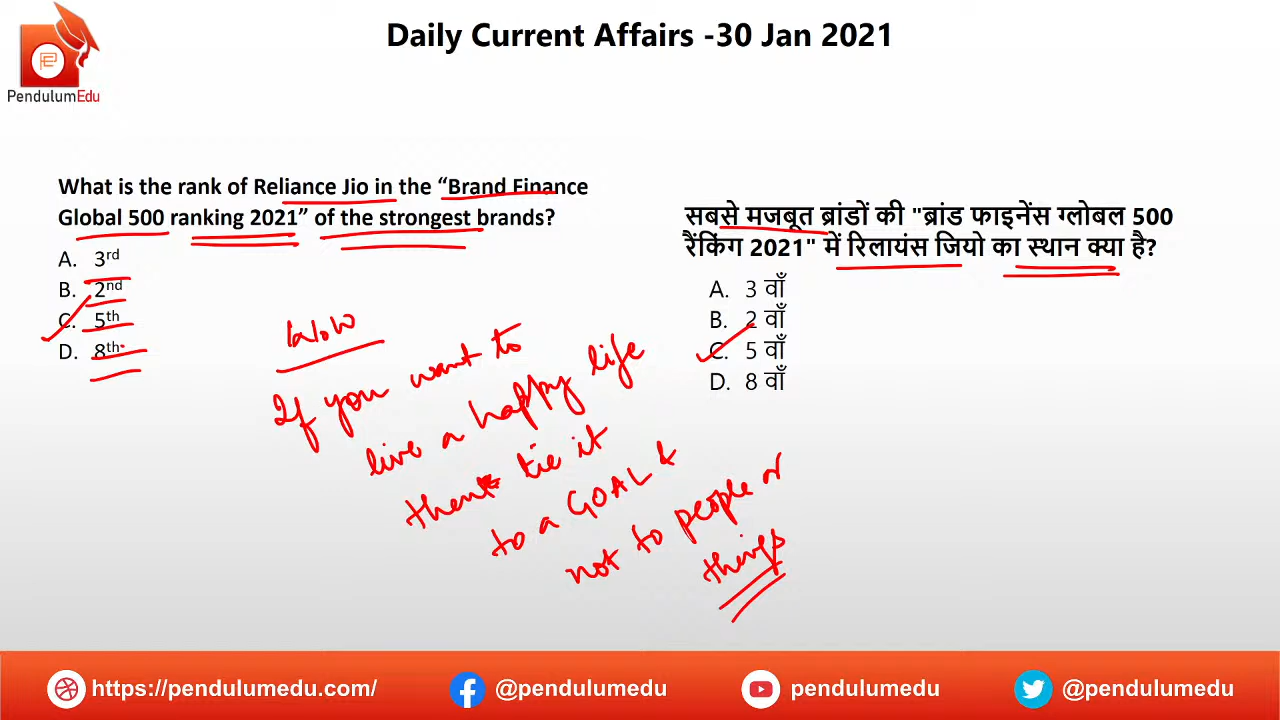 Daily Current Affairs -30 Jan 2021
PendulumEdu
What is the rank of Reliance Jio in the “Brand Finance
Global 500 ranking 2021” of the strongest brands?
A. 3rd
B. 2nd
C. 5th
D. 8th
सबसे मजबूत ब्रांडों की "ब्रांड फाइनेंस ग्लोबल 500
रैंकिंग 2021" में रिलायंस जियो का स्थान क्या है?
A. 3 वाँ
B. 2 वाँ
C. 5 वाँ
D. 8 वाँ
If you want to
live a happy life
then tie it
to a GOAL &
not to people or
things
https://pendulumedu.com/
@pendulumedu
pendulumedu
@pendulumedu